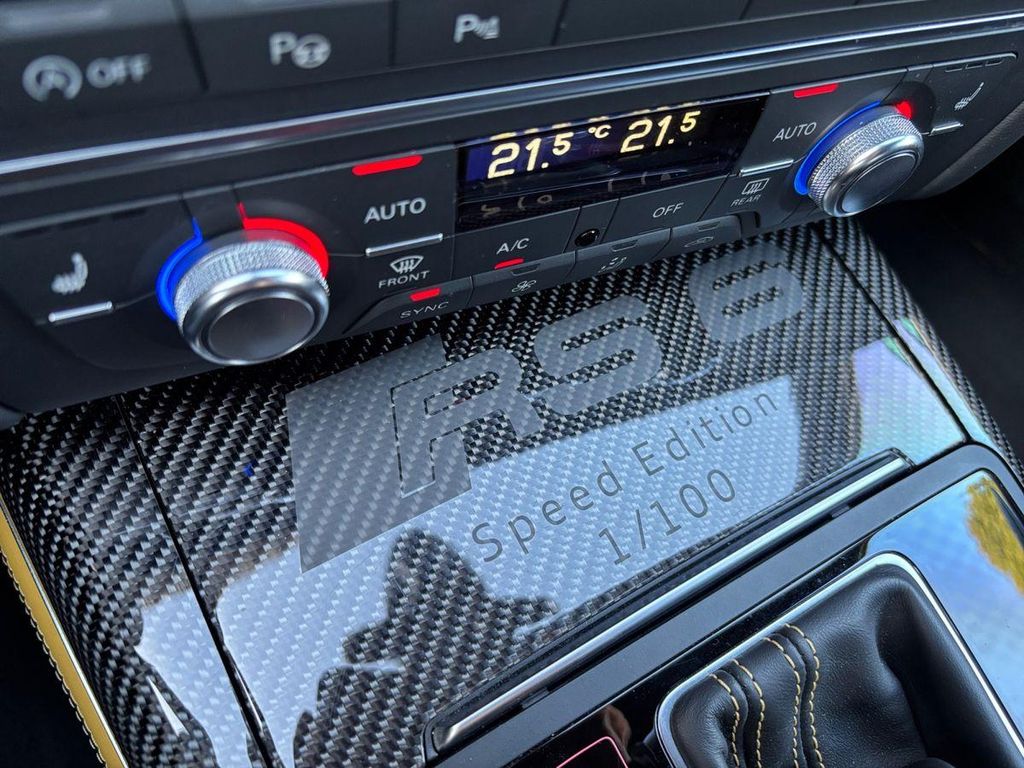 OFF
P
P
21.5 °C 21.5
AUTO
AUTO
OFF
REAR
A/C
FRONT
SYNC
RS6
Speed Edition
1/100